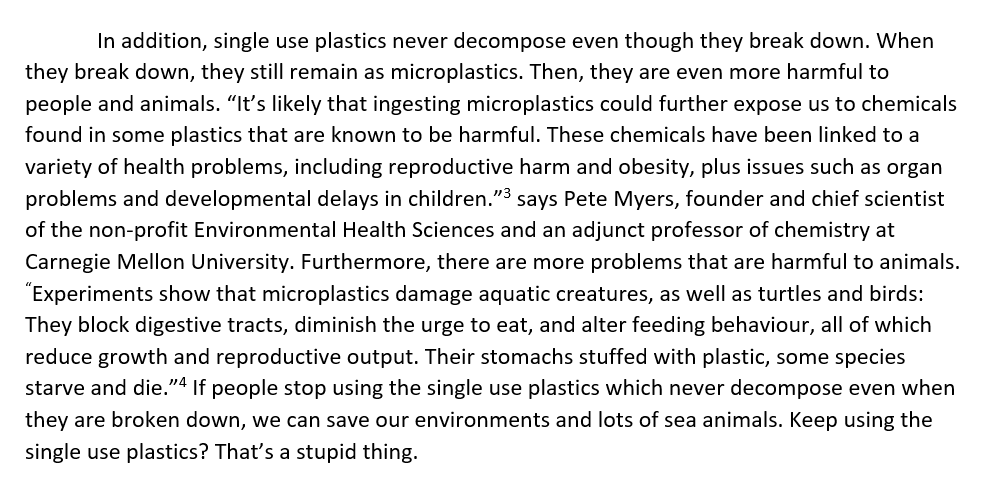 In addition, single use plastics never decompose even though they break down. When
they break down, they still remain as microplastics. Then, they are even more harmful to
people and animals. “It’s likely that ingesting microplastics could further expose us to chemicals
found in some plastics that are known to be harmful. These chemicals have been linked to a
variety of health problems, including reproductive harm and obesity, plus issues such as organ
problems and developmental delays in children.”³ says Pete Myers, founder and chief scientist
of the non-profit Environmental Health Sciences and an adjunct professor of chemistry at
Carnegie Mellon University. Furthermore, there are more problems that are harmful to animals.
“Experiments show that microplastics damage aquatic creatures, as well as turtles and birds:
They block digestive tracts, diminish the urge to eat, and alter feeding behaviour, all of which
reduce growth and reproductive output. Their stomachs stuffed with plastic, some species
starve and die.”⁴ If people stop using the single use plastics which never decompose even when
they are broken down, we can save our environments and lots of sea animals. Keep using the
single use plastics? That’s a stupid thing.